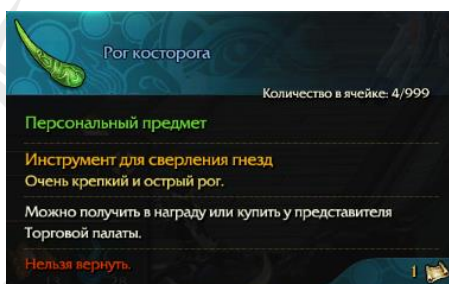 Рог косторога
Количество в ячейке: 4/999
Персональный предмет
Инструмент для сверления гнезд
Очень крепкий и острый рог.
Можно получить в награду или купить у представителя
Торговой палаты.
Нельзя вернуть.
1